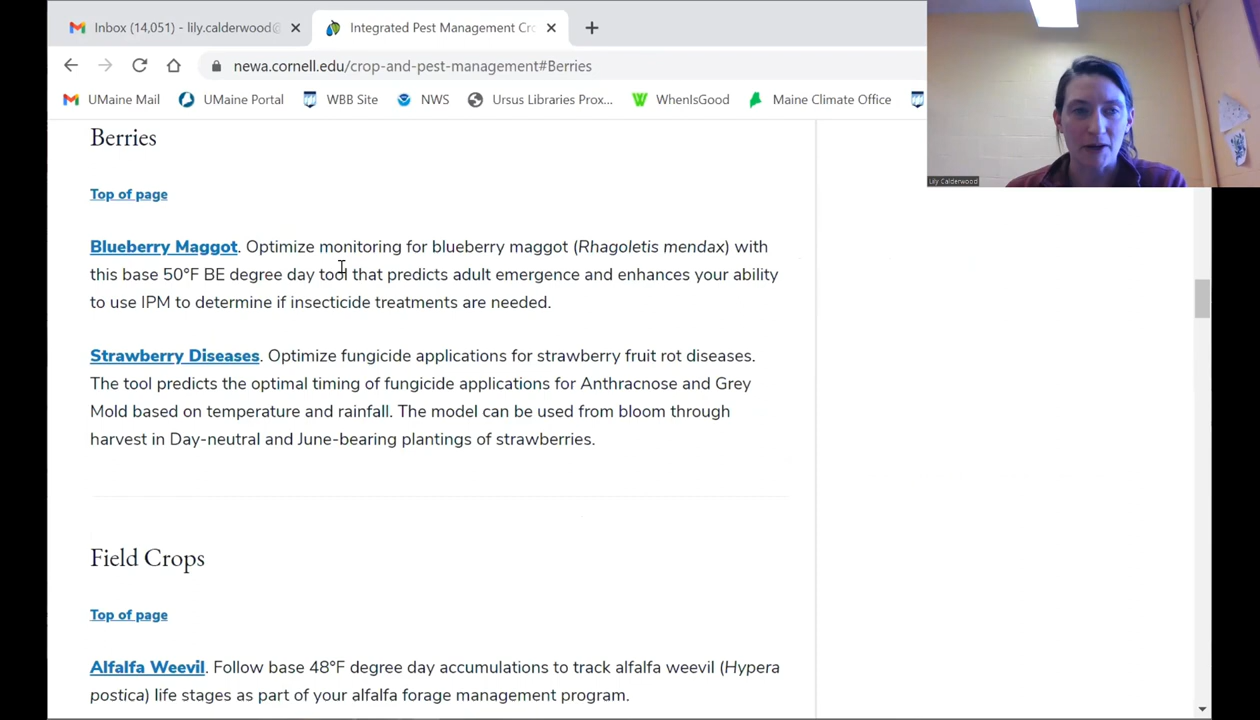 Inbox (14,051) - lily.calderwood@
Integrated Pest Management Cr
newa.cornell.edu/crop-and-pest-management#Berries
UMaine Mail
UMaine Portal
WBB Site
NWS
Ursus Libraries Prox...
WhenIsGood
Maine Climate Office
Lily Calderwood
Berries
Top of page
Blueberry Maggot. Optimize monitoring for blueberry maggot (Rhagoletis mendax) with
this base 50°F BE degree day tool that predicts adult emergence and enhances your ability
to use IPM to determine if insecticide treatments are needed.
Strawberry Diseases. Optimize fungicide applications for strawberry fruit rot diseases.
The tool predicts the optimal timing of fungicide applications for Anthracnose and Grey
Mold based on temperature and rainfall. The model can be used from bloom through
harvest in Day-neutral and June-bearing plantings of strawberries.
Field Crops
Top of page
Alfalfa Weevil. Follow base 48°F degree day accumulations to track alfalfa weevil (Hypera
postica) life stages as part of your alfalfa forage management program.